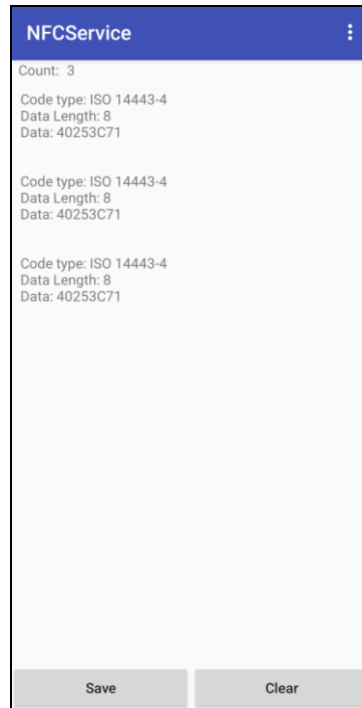 NFCService
Count: 3
Code type: ISO 14443-4
Data Length: 8
Data: 40253C71
Code type: ISO 14443-4
Data Length: 8
Data: 40253C71
Code type: ISO 14443-4
Data Length: 8
Data: 40253C71
Save
Clear